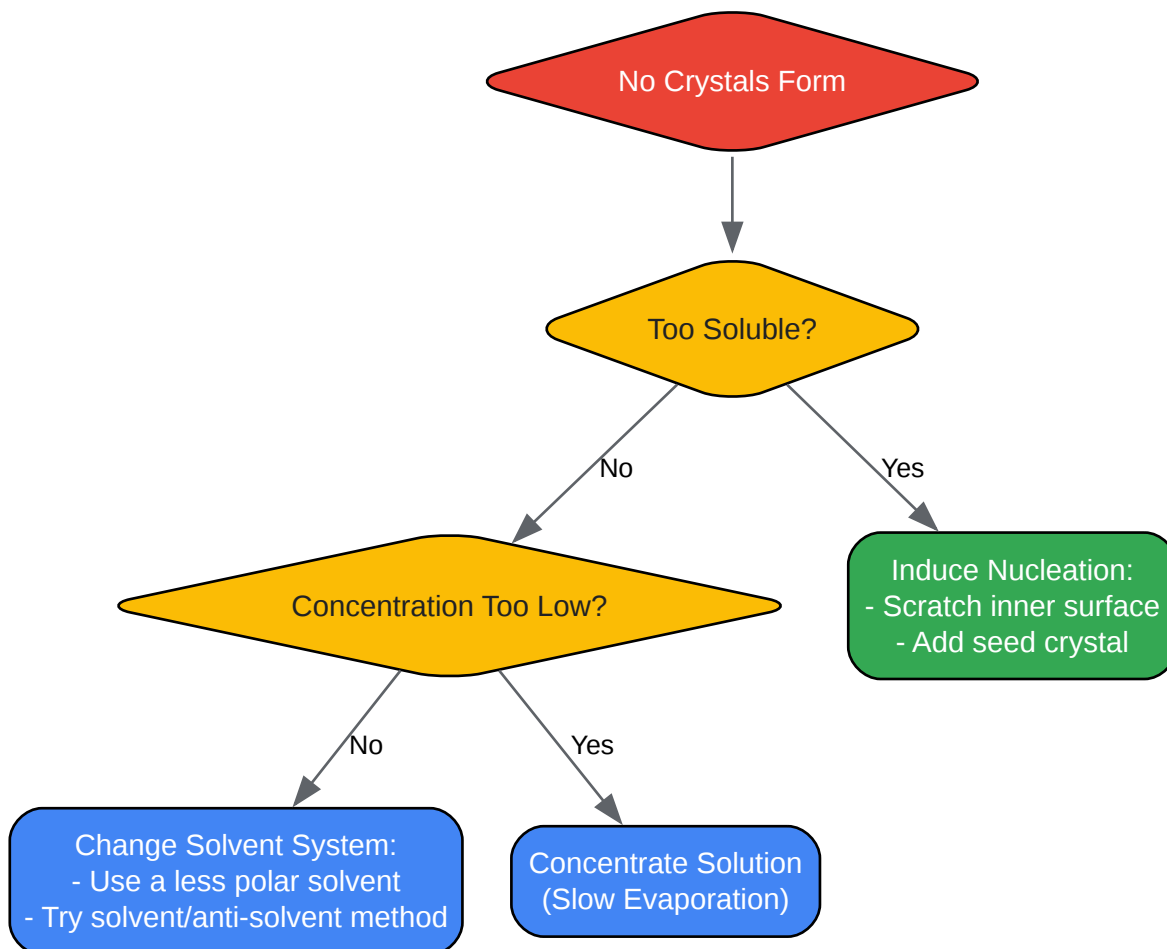 No Crystals Form
Too Soluble?
No
Yes
Concentration Too Low?
Induce Nucleation:
- Scratch inner surface
- Add seed crystal
No
Yes
Change Solvent System:
- Use a less polar solvent
- Try solvent/anti-solvent method
Concentrate Solution
(Slow Evaporation)